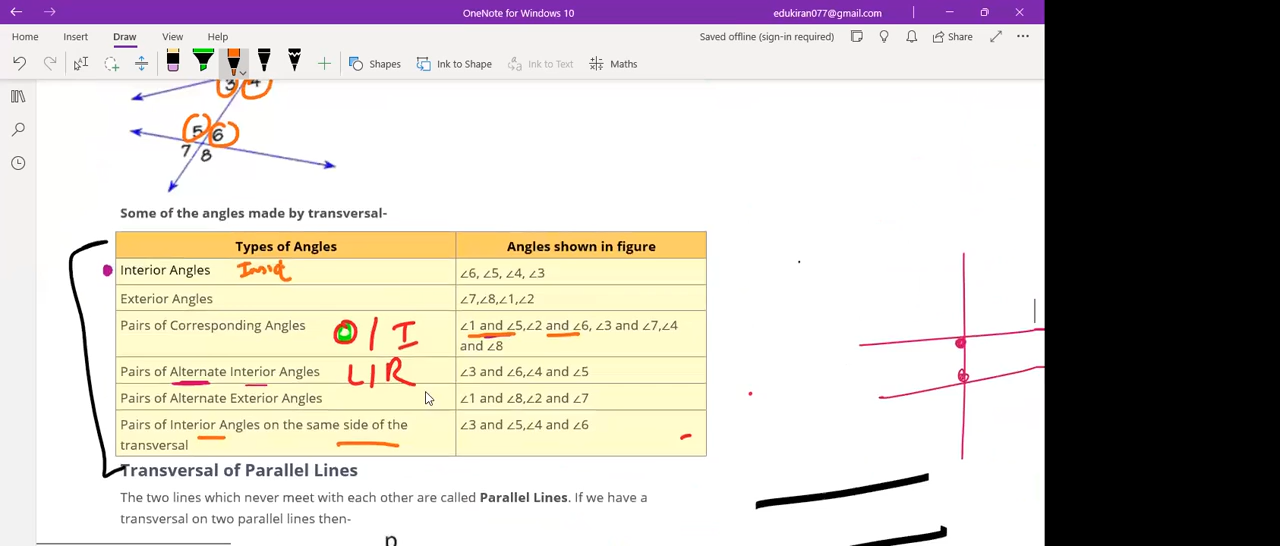 OneNote for Windows 10
edukiran077@gmail.com
Home Insert Draw View Help
Saved offline (sign-in required)
Share
Shapes
Ink to Shape
Ink to Text
Maths
3 4
5 6
7 8
Some of the angles made by transversal-
Types of Angles Angles shown in figure
Interior Angles Insid ∠6, ∠5, ∠4, ∠3
Exterior Angles ∠7,∠8,∠1,∠2
Pairs of Corresponding Angles O / I ∠1 and ∠5,∠2 and ∠6, ∠3 and ∠7,∠4
and ∠8
Pairs of Alternate Interior Angles L / R ∠3 and ∠6,∠4 and ∠5
Pairs of Alternate Exterior Angles ∠1 and ∠8,∠2 and ∠7
Pairs of Interior Angles on the same side of the ∠3 and ∠5,∠4 and ∠6
transversal
Transversal of Parallel Lines
The two lines which never meet with each other are called Parallel Lines. If we have a
transversal on two parallel lines then-
p